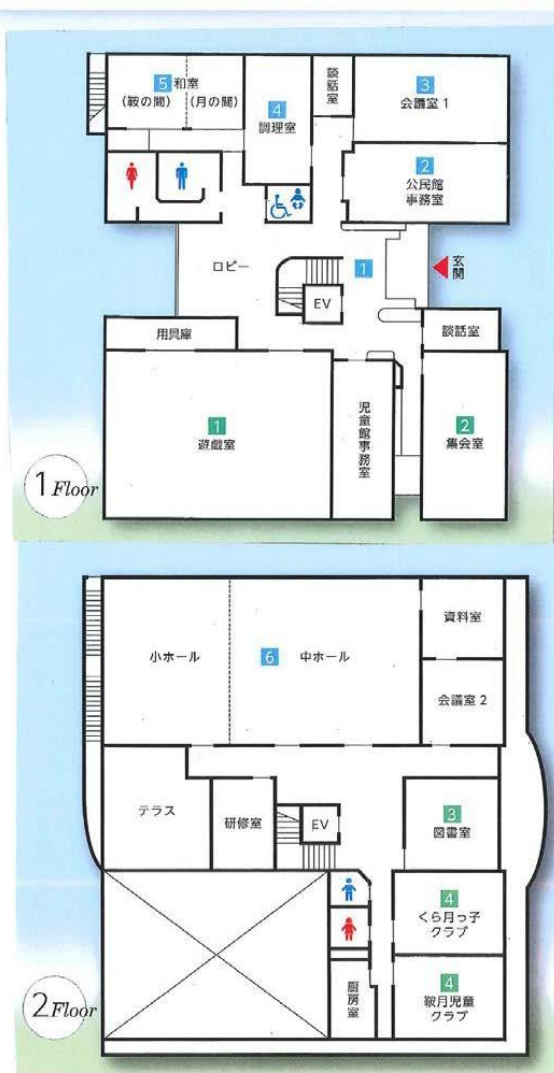 5 和室
（鞍の間）（月の間）
4
調理室
談話室
3
会議室 1
2
公民館
事務室
ロビー
1
EV
玄関
用具庫
談話室
1
遊戯室
児童館事務室
2
集会室
1 Floor
小ホール
6 中ホール
資料室
会議室 2
テラス
研修室
EV
3
図書室
4
くら月っ子
クラブ
厨房室
4
鞍月児童
クラブ
2 Floor